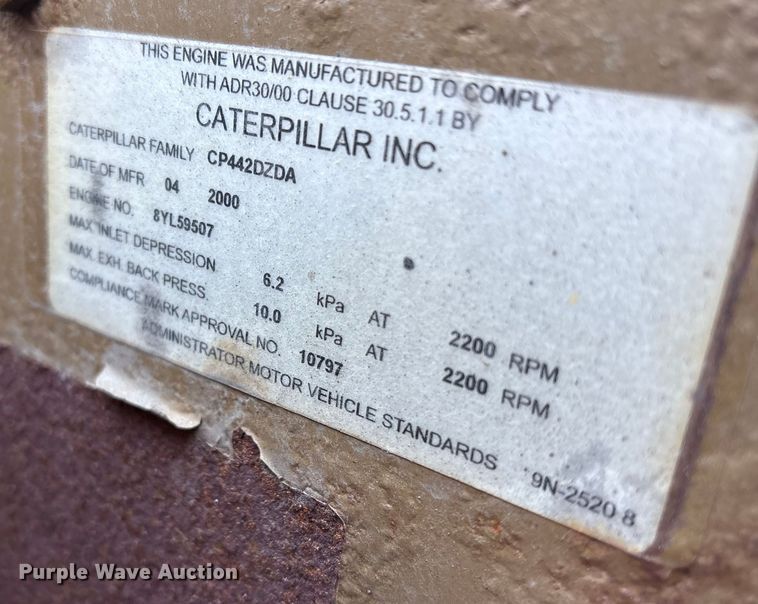 THIS ENGINE WAS MANUFACTURED TO COMPLY
WITH ADR30/00 CLAUSE 30.5.1.1 BY
CATERPILLAR INC.
CATERPILLAR FAMILY CP442DZDA
DATE OF MFR 04 2000
ENGINE NO. 8YL59507
MAX INLET DEPRESSION 6.2 kPa AT 2200 RPM
MAX. EXH. BACK PRESS. 10.0 kPa AT 2200 RPM
COMPLIANCE MARK APPROVAL NO. 10797
ADMINISTRATOR MOTOR VEHICLE STANDARDS 9N-2520 8
Purple Wave Auction